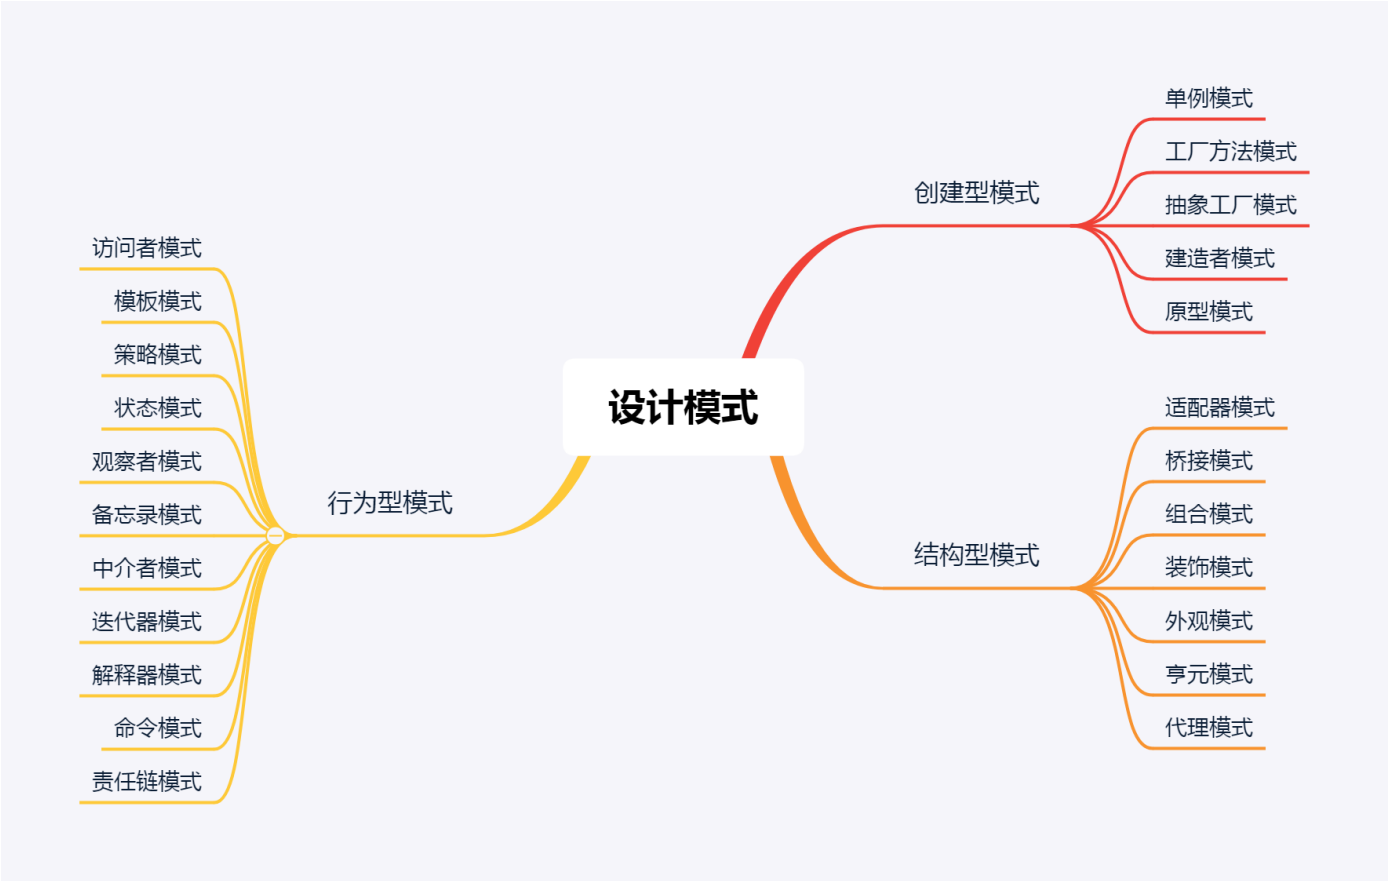 设计模式
创建型模式
单例模式
工厂方法模式
抽象工厂模式
建造者模式
原型模式
结构型模式
适配器模式
桥接模式
组合模式
装饰模式
外观模式
亨元模式
代理模式
行为型模式
访问者模式
模板模式
策略模式
状态模式
观察者模式
备忘录模式
中介者模式
迭代器模式
解释器模式
命令模式
责任链模式